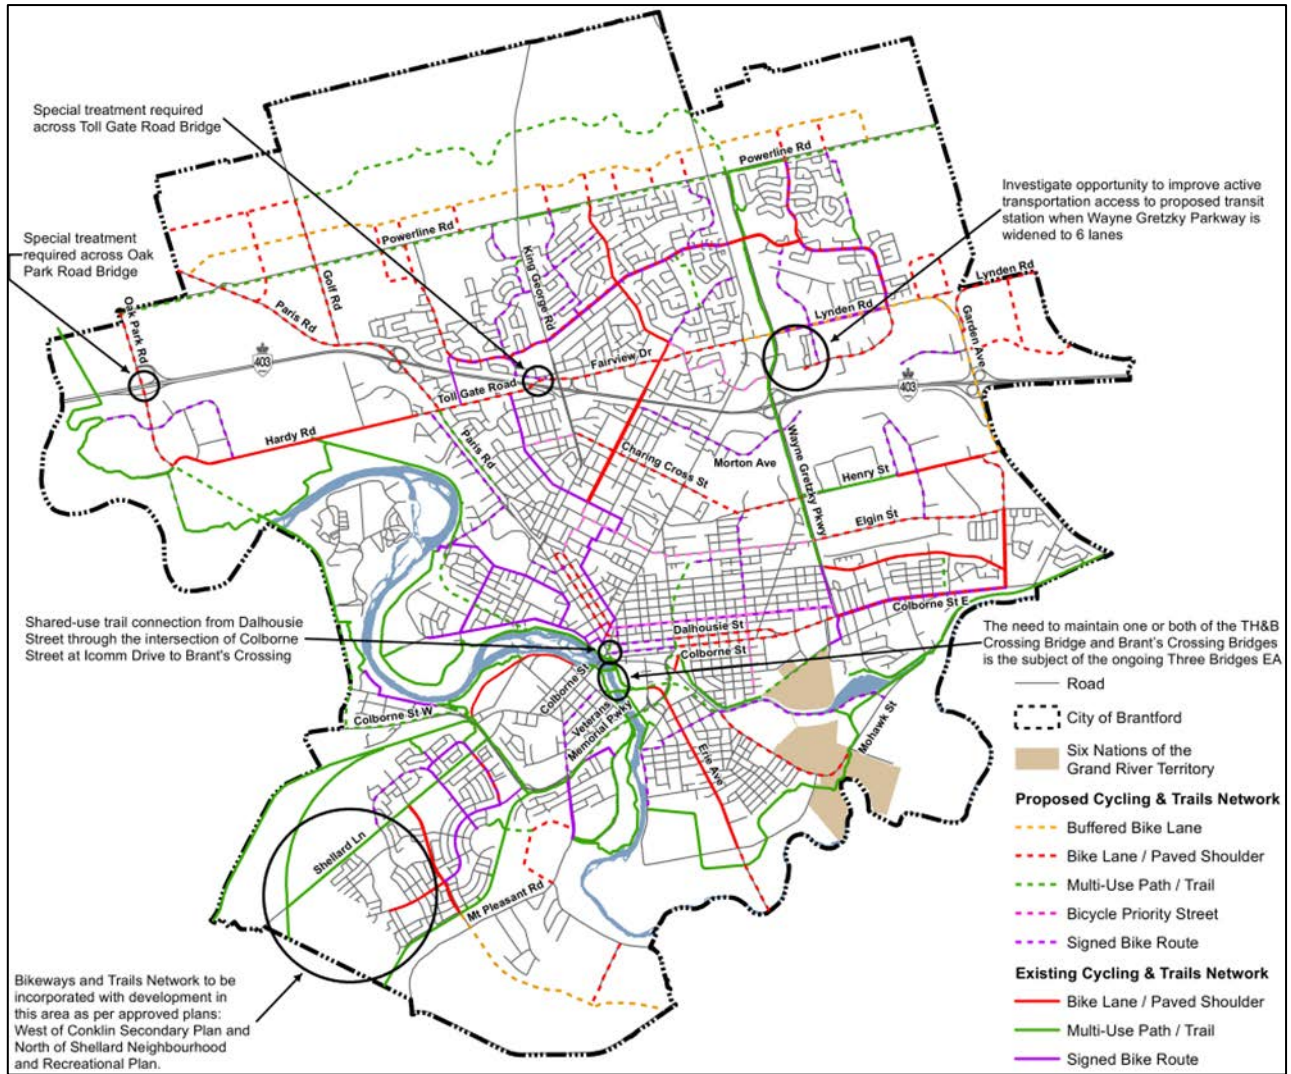 Special treatment required
across Toll Gate Road Bridge
Powerline Rd
Investigate opportunity to improve active
transportation access to proposed transit
station when Wayne Gretzky Parkway is
widened to 6 lanes
Special treatment
required across Oak
Park Road Bridge
Powerline Rd
King George Rd
Golf Rd
Oak Park Rd
Paris Rd
Lynden Rd
Lynden Rd
Garden Ave
403
Fairview Dr
403
Toll Gate Road
Hardy Rd
Paris Rd
Charing Cross St
Morton Ave
Wayne Gretzky Pkwy
Henry St
Elgin St
Colborne St E
Shared-use trail connection from Dalhousie
Street through the intersection of Colborne
Street at Icomm Drive to Brant's Crossing
Dalhousie St
Colborne St
The need to maintain one or both of the TH&B
Crossing Bridge and Brant's Crossing Bridges
is the subject of the ongoing Three Bridges EA
Colborne St
Colborne St W
Veterans
Memorial Pwky
Erie Ave
Mohawk St
Shellard Ln
Mt Pleasant Rd
Bikeways and Trails Network to be
incorporated with development in
this area as per approved plans:
West of Conklin Secondary Plan and
North of Shellard Neighbourhood
and Recreational Plan.
Road
City of Brantford
Six Nations of the
Grand River Territory
Proposed Cycling & Trails Network
Buffered Bike Lane
Bike Lane / Paved Shoulder
Multi-Use Path / Trail
Bicycle Priority Street
Signed Bike Route
Existing Cycling & Trails Network
Bike Lane / Paved Shoulder
Multi-Use Path / Trail
Signed Bike Route